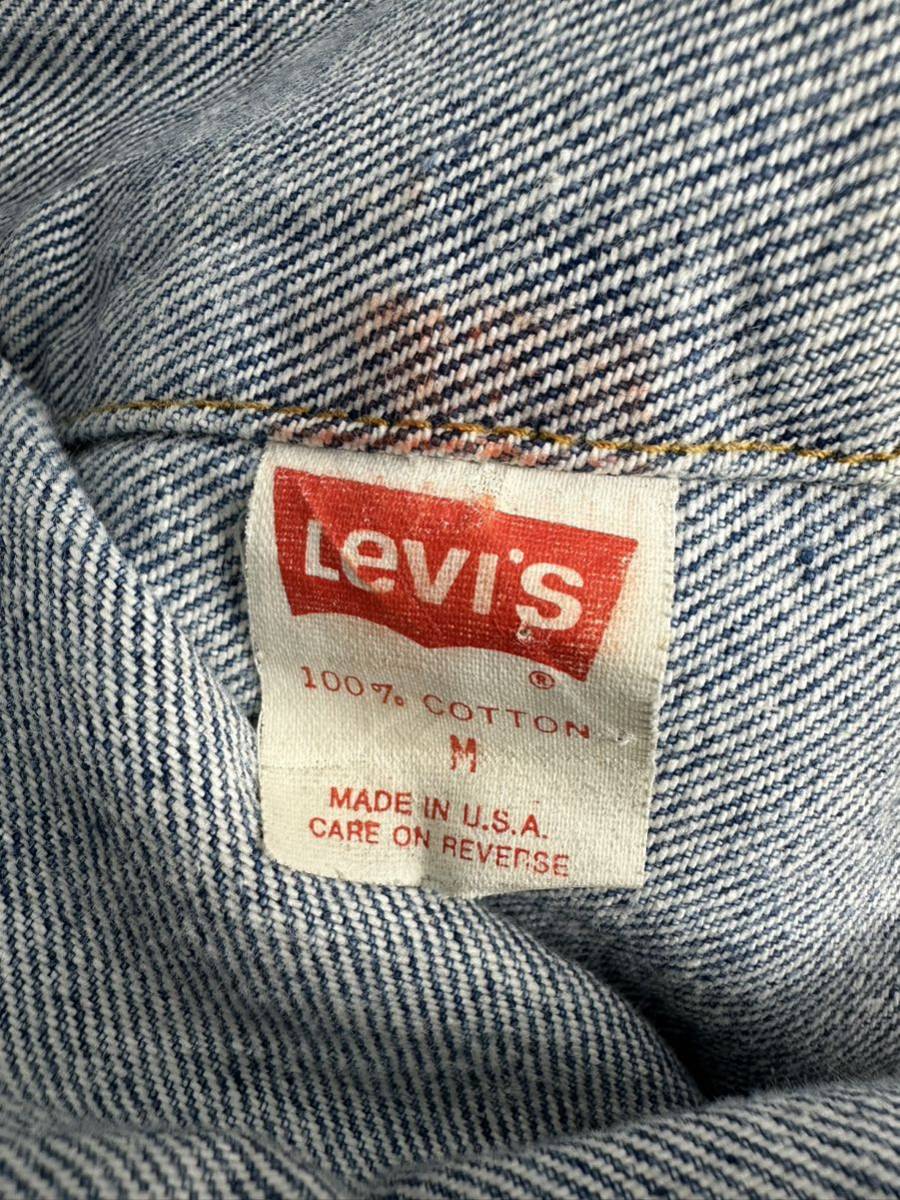 Levi's
®
100% COTTON
M
MADE IN U.S.A.
CARE ON REVERSE